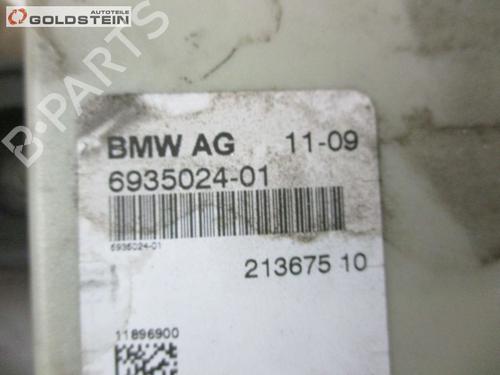 AUTOTEILE
GOLDSTEIN
B-PARTS
BMW AG 11-09
6935024-01
6935024-01
213675 10
11896900